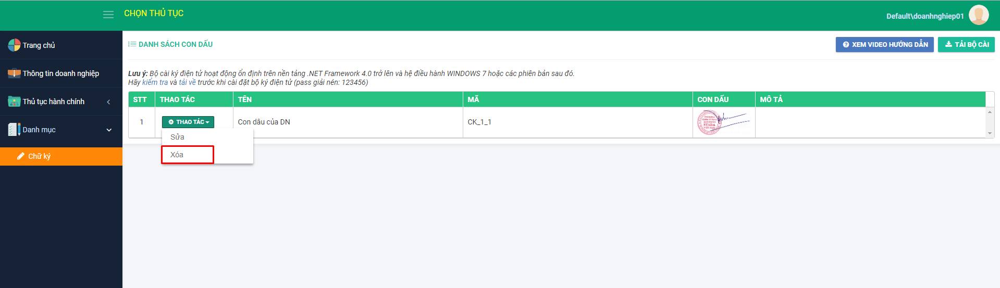 CHỌN THỦ TỤC
Default\doanhnghiep01
Trang chủ
Thông tin doanh nghiệp
Thủ tục hành chính
Danh mục
Chữ ký
DANH SÁCH CON DẤU
XEM VIDEO HƯỚNG DẪN
TẢI BỘ CÀI
Lưu ý: Bộ cài ký điện tử hoạt động ổn định trên nền tảng .NET Framework 4.0 trở lên và hệ điều hành WINDOWS 7 hoặc các phiên bản sau đó.
Hãy kiểm tra và tải về trước khi cài đặt bộ ký điện tử (pass giải nén: 123456)
STT THAO TÁC TÊN MÃ CON DẤU MÔ TẢ
1 THAO TÁC Con dâu của DN CK_1_1
STADA
VIỆT NAM
Sửa
Xóa